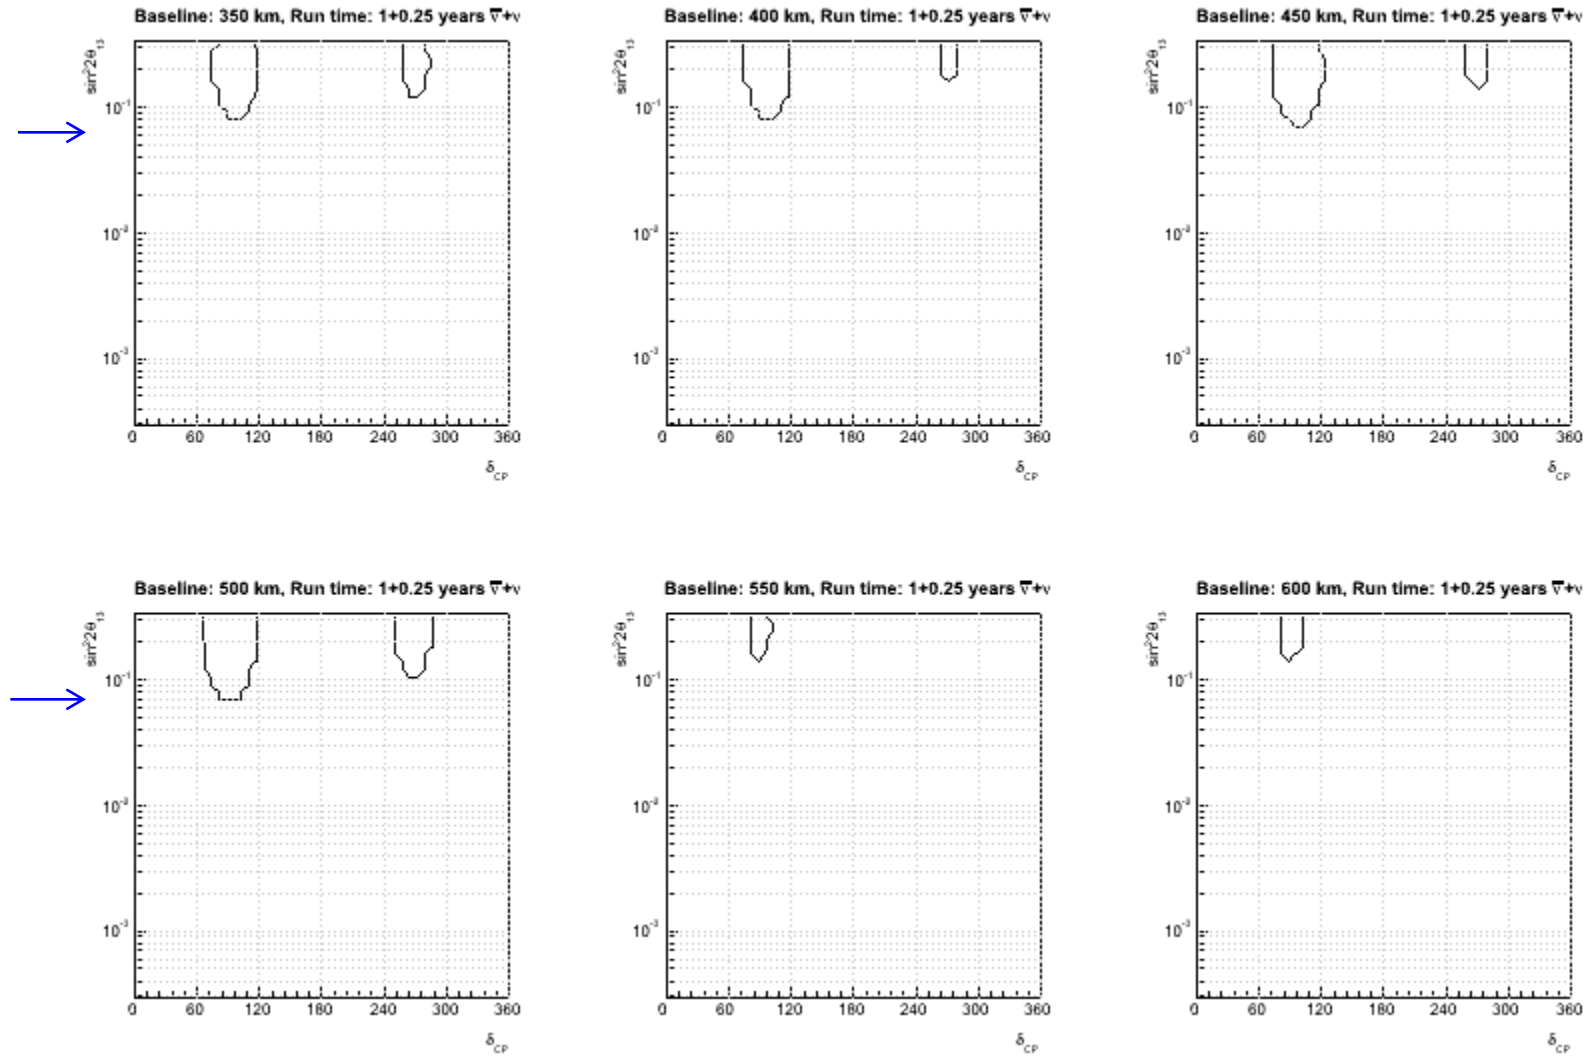 Baseline: 350 km, Run time: 1+0.25 years ν̅+ν
sin²2θ₁₃
10⁻¹
10⁻²
10⁻³
0 60 120 180 240 300 360
δ_CP
Baseline: 400 km, Run time: 1+0.25 years ν̅+ν
sin²2θ₁₃
10⁻¹
10⁻²
10⁻³
0 60 120 180 240 300 360
δ_CP
Baseline: 450 km, Run time: 1+0.25 years ν̅+ν
sin²2θ₁₃
10⁻¹
10⁻²
10⁻³
0 60 120 180 240 300 360
δ_CP
Baseline: 500 km, Run time: 1+0.25 years ν̅+ν
sin²2θ₁₃
10⁻¹
10⁻²
10⁻³
0 60 120 180 240 300 360
δ_CP
Baseline: 550 km, Run time: 1+0.25 years ν̅+ν
sin²2θ₁₃
10⁻¹
10⁻²
10⁻³
0 60 120 180 240 300 360
δ_CP
Baseline: 600 km, Run time: 1+0.25 years ν̅+ν
sin²2θ₁₃
10⁻¹
10⁻²
10⁻³
0 60 120 180 240 300 360
δ_CP